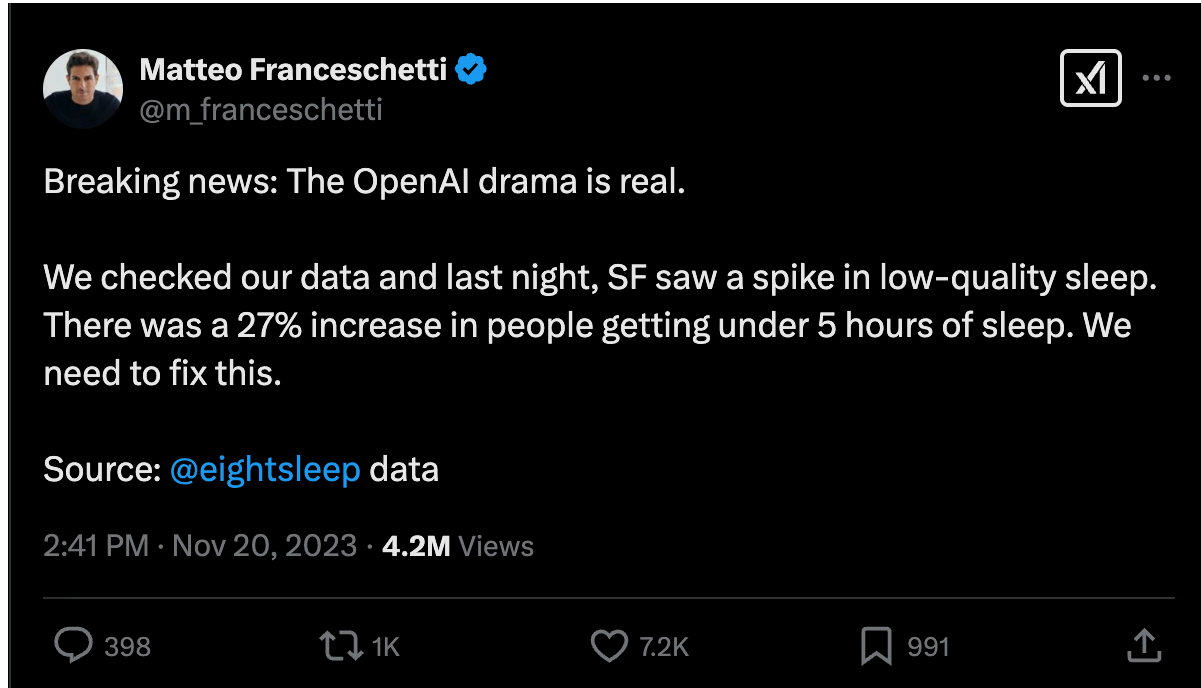 Matteo Franceschetti
@m_franceschetti
Breaking news: The OpenAI drama is real.
We checked our data and last night, SF saw a spike in low-quality sleep.
There was a 27% increase in people getting under 5 hours of sleep. We
need to fix this.
Source: @eightsleep data
2:41 PM · Nov 20, 2023 · 4.2M Views
398 1K 7.2K 991